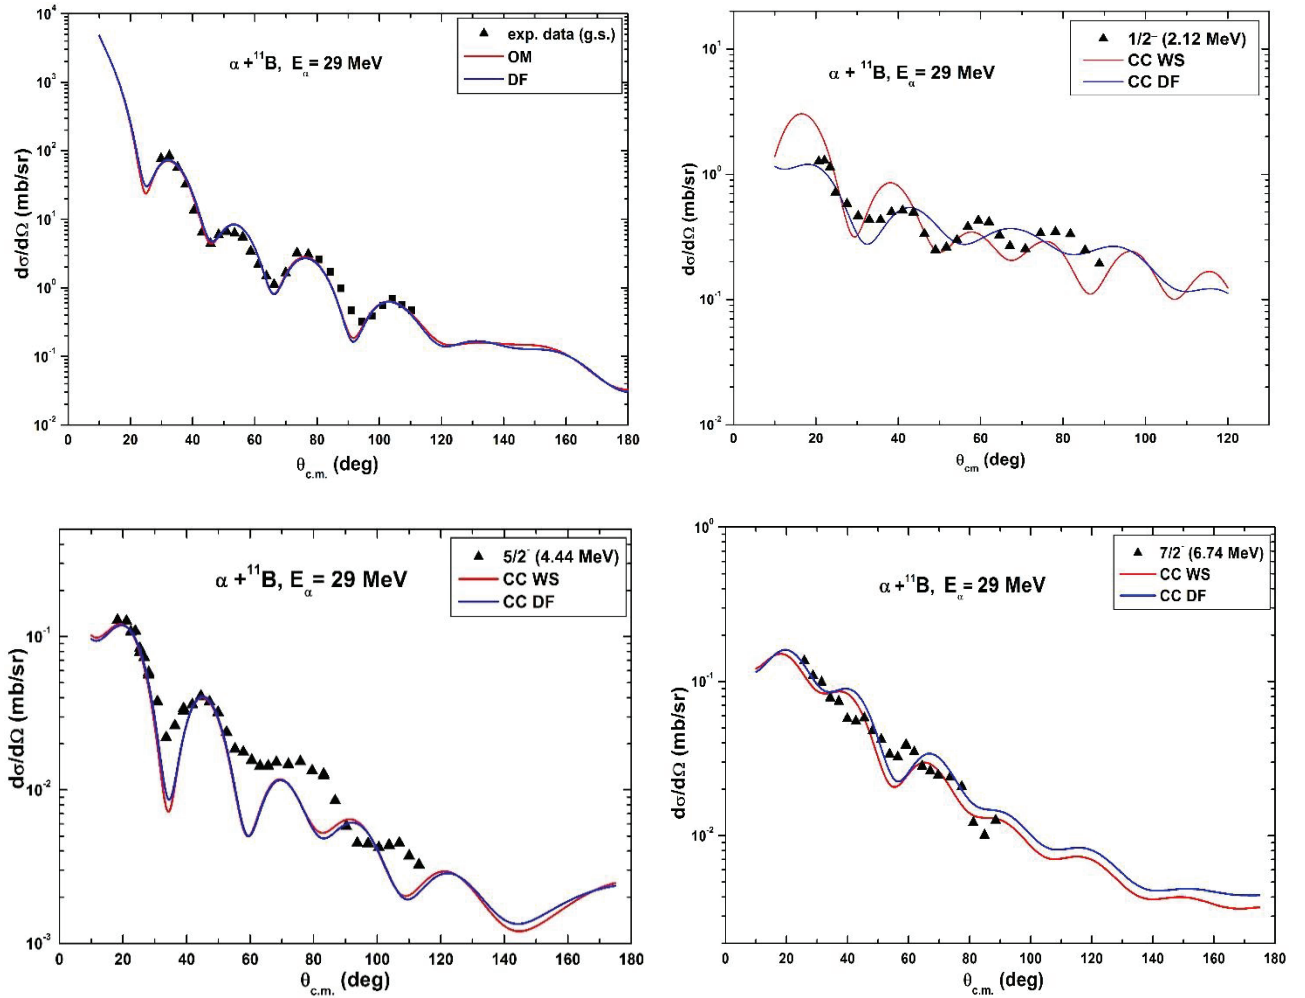 10⁵
10⁴
10³
10²
10¹
10⁰
10⁻¹
10⁻²
dσ/dΩ (mb/sr)
exp. data (g.s.)
OM
DF
α + ¹¹B, Eα = 29 MeV
0 20 40 60 80 100 120 140 160 180
θc.m. (deg)
10¹
10⁰
10⁻¹
10⁻²
dσ/dΩ (mb/sr)
1/2⁻ (2.12 MeV)
CC WS
CC DF
α + ¹¹B, Eα = 29 MeV
0 20 40 60 80 100 120
θcm (deg)
10⁻¹
10⁻²
10⁻³
dσ/dΩ (mb/sr)
5/2⁻ (4.44 MeV)
CC WS
CC DF
α + ¹¹B, Eα = 29 MeV
0 20 40 60 80 100 120 140 160 180
θc.m. (deg)
10⁰
10⁻¹
10⁻²
dσ/dΩ (mb/sr)
7/2⁻ (6.74 MeV)
CC WS
CC DF
α + ¹¹B, Eα = 29 MeV
0 20 40 60 80 100 120 140 160 180
θc.m. (deg)